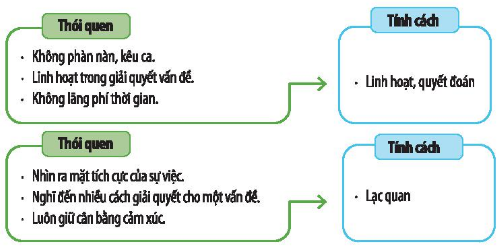 Thói quen
· Không phàn nàn, kêu ca.
· Linh hoạt trong giải quyết vấn đề.
· Không lãng phí thời gian.
Tính cách
· Linh hoạt, quyết đoán
Thói quen
· Nhìn ra mặt tích cực của sự việc.
· Nghĩ đến nhiều cách giải quyết cho một vấn đề.
· Luôn giữ cân bằng cảm xúc.
Tính cách
· Lạc quan